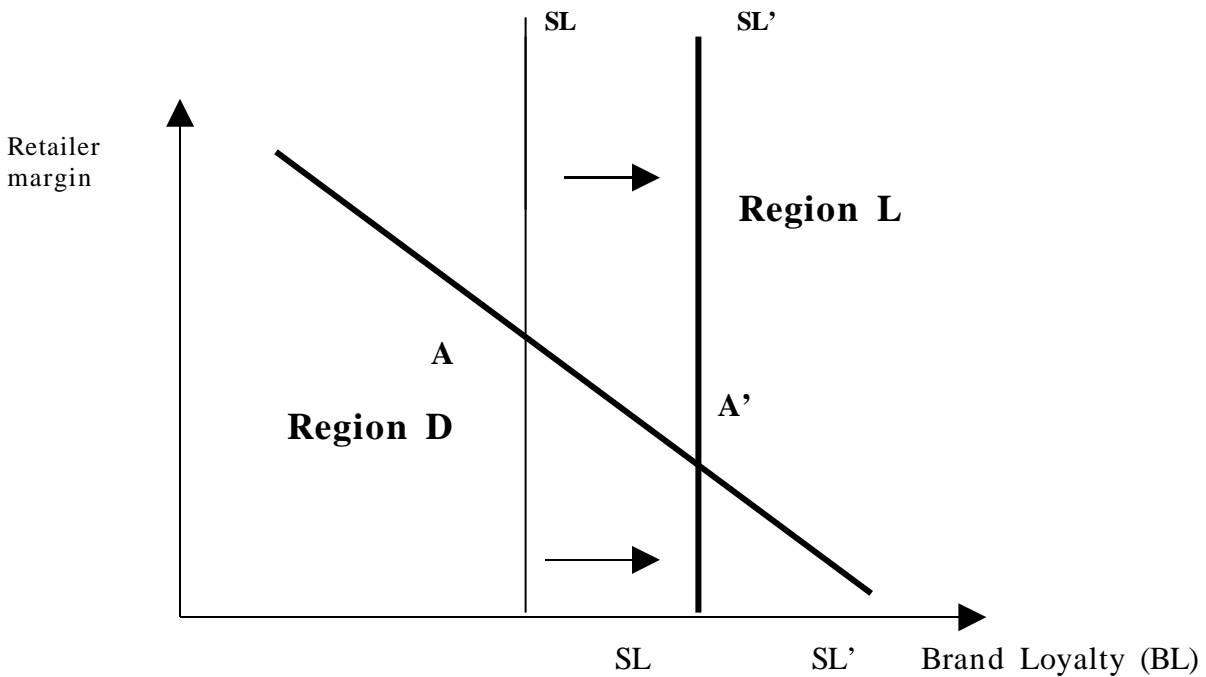 SL SL’
Retailer
margin
Region L
A
A’
Region D
SL SL’ Brand Loyalty (BL)